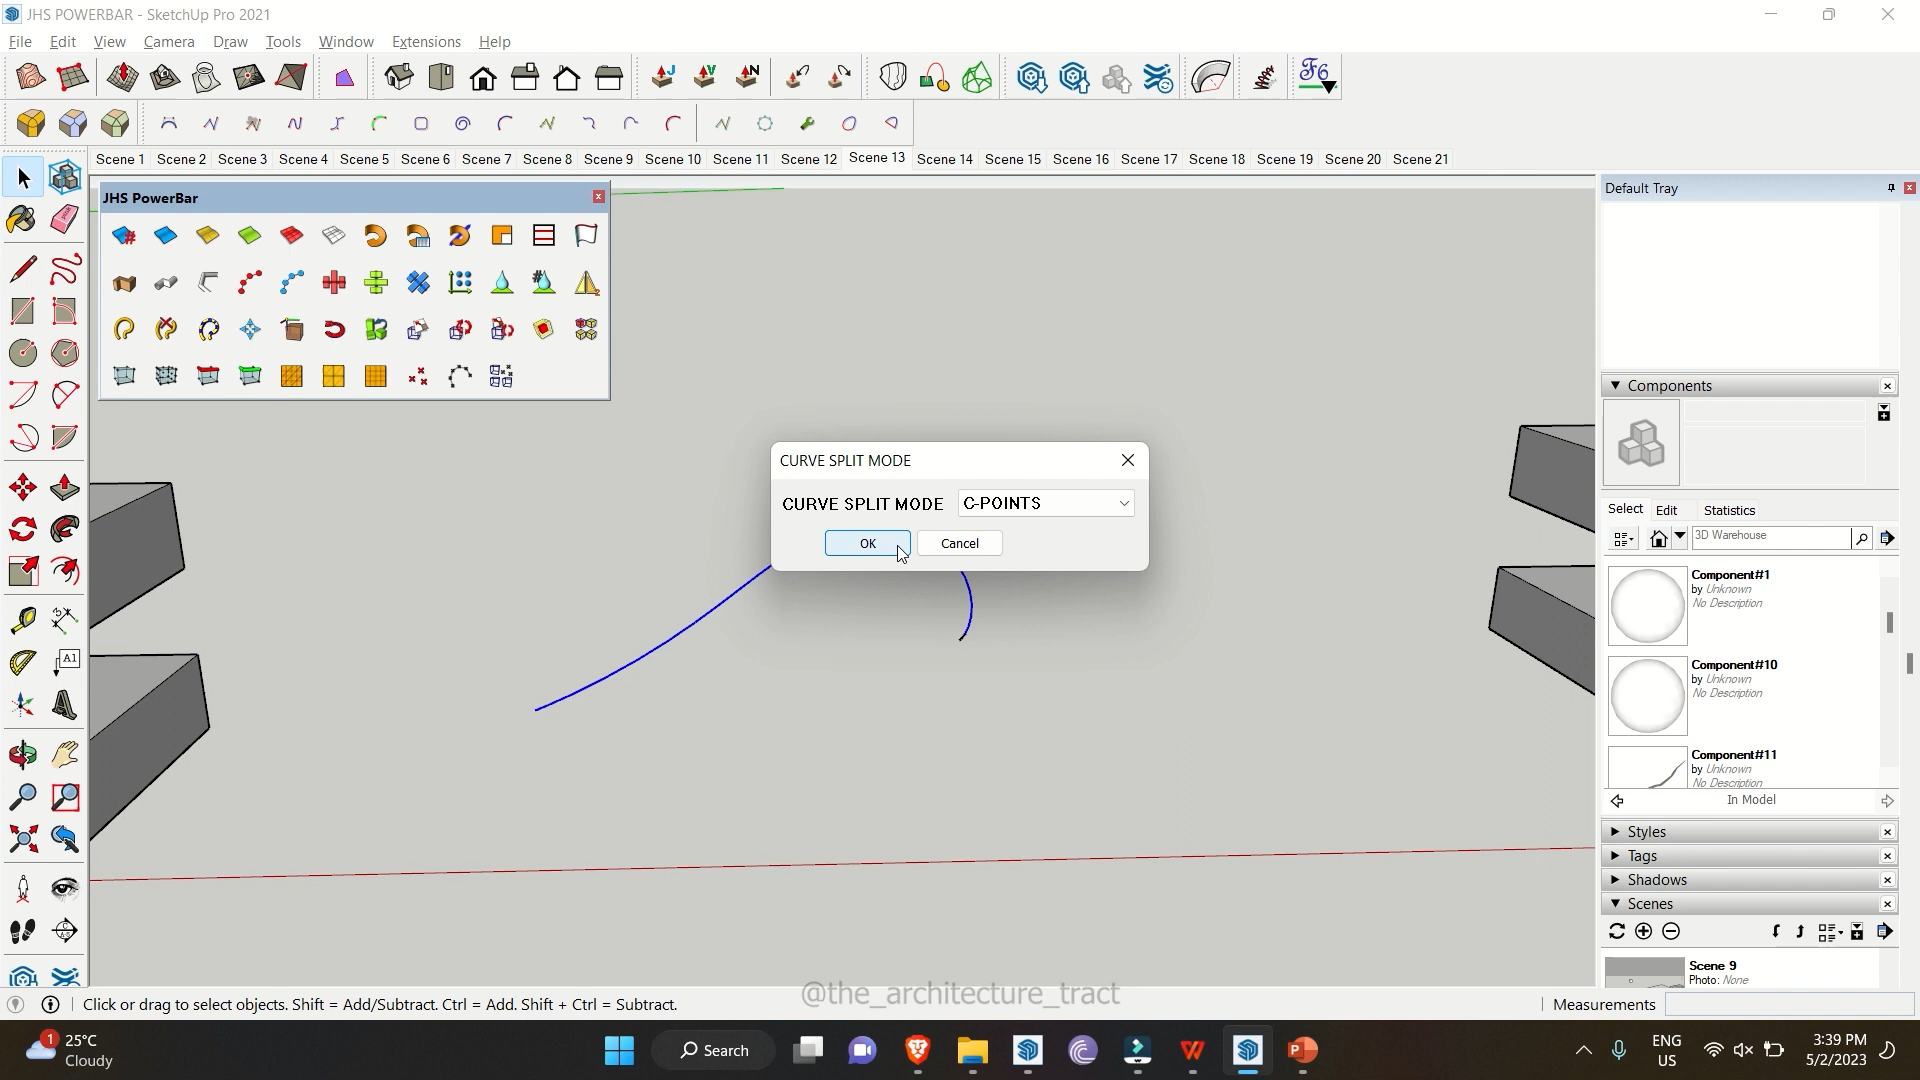 JHS POWERBAR - SketchUp Pro 2021
File Edit View Camera Draw Tools Window Extensions Help
J V N F6
Scene 1 Scene 2 Scene 3 Scene 4 Scene 5 Scene 6 Scene 7 Scene 8 Scene 9 Scene 10 Scene 11 Scene 12 Scene 13 Scene 14 Scene 15 Scene 16 Scene 17 Scene 18 Scene 19 Scene 20 Scene 21
JHS PowerBar
Default Tray
Components
CURVE SPLIT MODE
CURVE SPLIT MODE C-POINTS
OK Cancel
Select Edit Statistics
3D Warehouse
Component#1
by Unknown
No Description
Component#10
by Unknown
No Description
Component#11
by Unknown
No Description
In Model
A1
Styles
Tags
Shadows
Scenes
Scene 9
Photo: None
@the_architecture_tract
Click or drag to select objects. Shift = Add/Subtract. Ctrl = Add. Shift + Ctrl = Subtract.
Measurements
1
25°C
Cloudy
Search
ENG
US
3:39 PM
5/2/2023